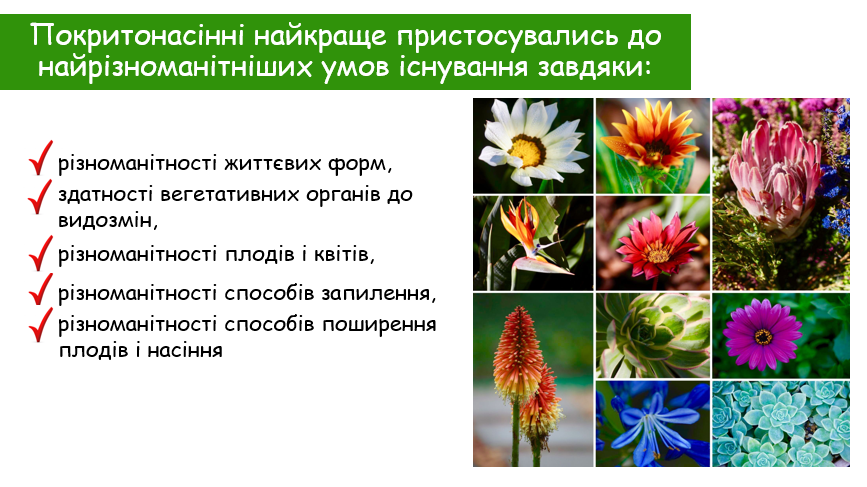 Покритонасінні найкраще пристосувались до
найрізноманітніших умов існування завдяки:
різноманітності життєвих форм,
здатності вегетативних органів до
видозмін,
різноманітності плодів і квітів,
різноманітності способів запилення,
різноманітності способів поширення
плодів і насіння